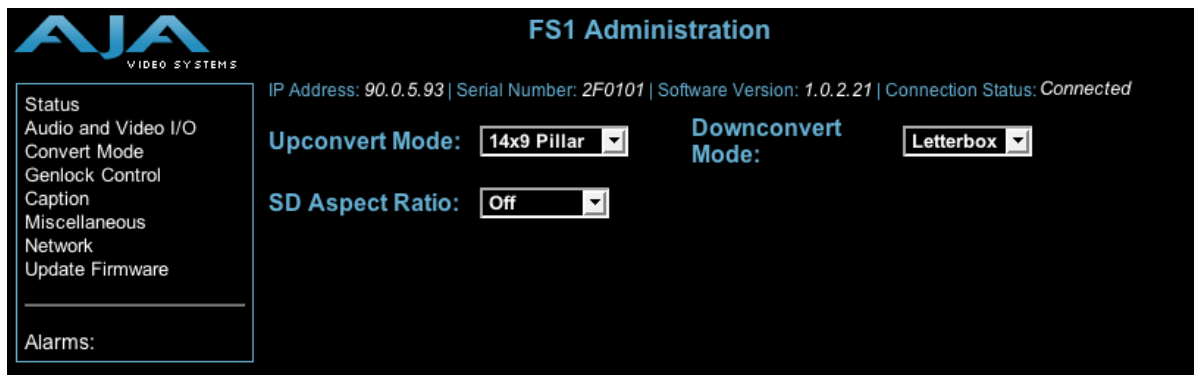 AJA
VIDEO SYSTEMS
FS1 Administration
IP Address: 90.0.5.93 | Serial Number: 2F0101 | Software Version: 1.0.2.21 | Connection Status: Connected
Status
Audio and Video I/O
Convert Mode
Genlock Control
Caption
Miscellaneous
Network
Update Firmware
Alarms:
Upconvert Mode: 14x9 Pillar
Downconvert
Mode: Letterbox
SD Aspect Ratio: Off